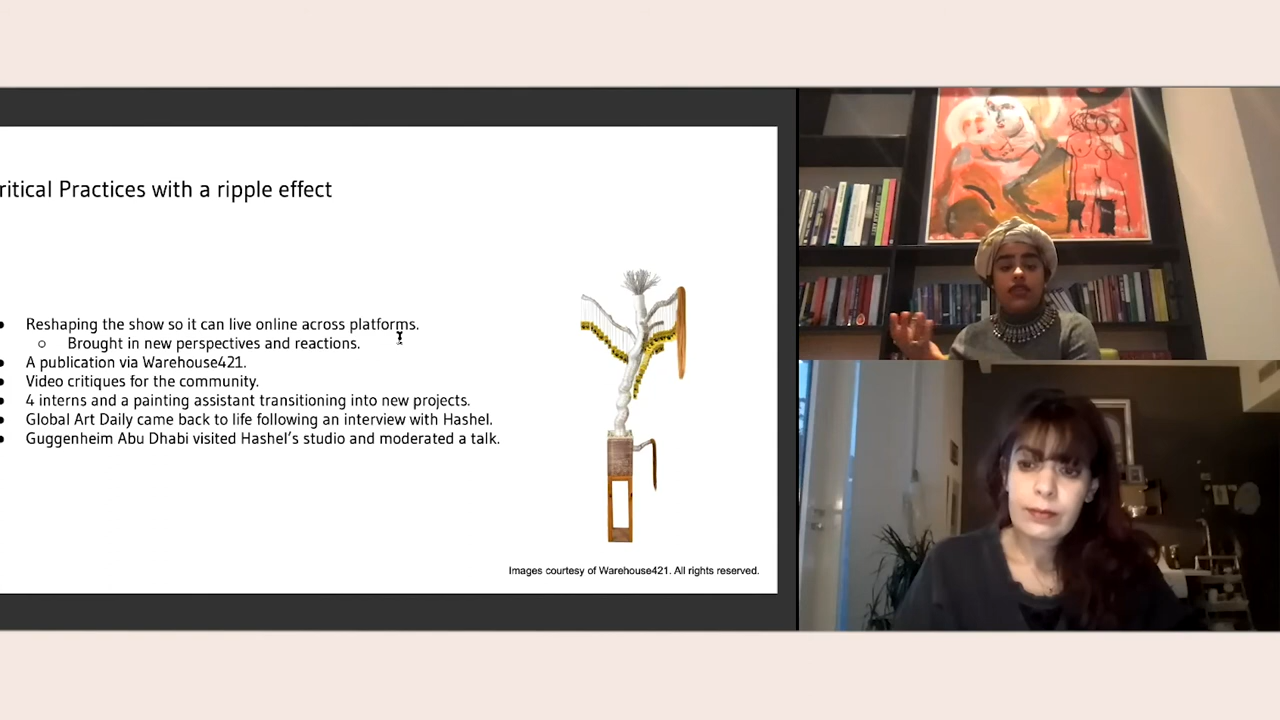 ritical Practices with a ripple effect
● Reshaping the show so it can live online across platforms.
○ Brought in new perspectives and reactions.
● A publication via Warehouse421.
● Video critiques for the community.
● 4 interns and a painting assistant transitioning into new projects.
● Global Art Daily came back to life following an interview with Hashel.
● Guggenheim Abu Dhabi visited Hashel’s studio and moderated a talk.
Images courtesy of Warehouse421. All rights reserved.